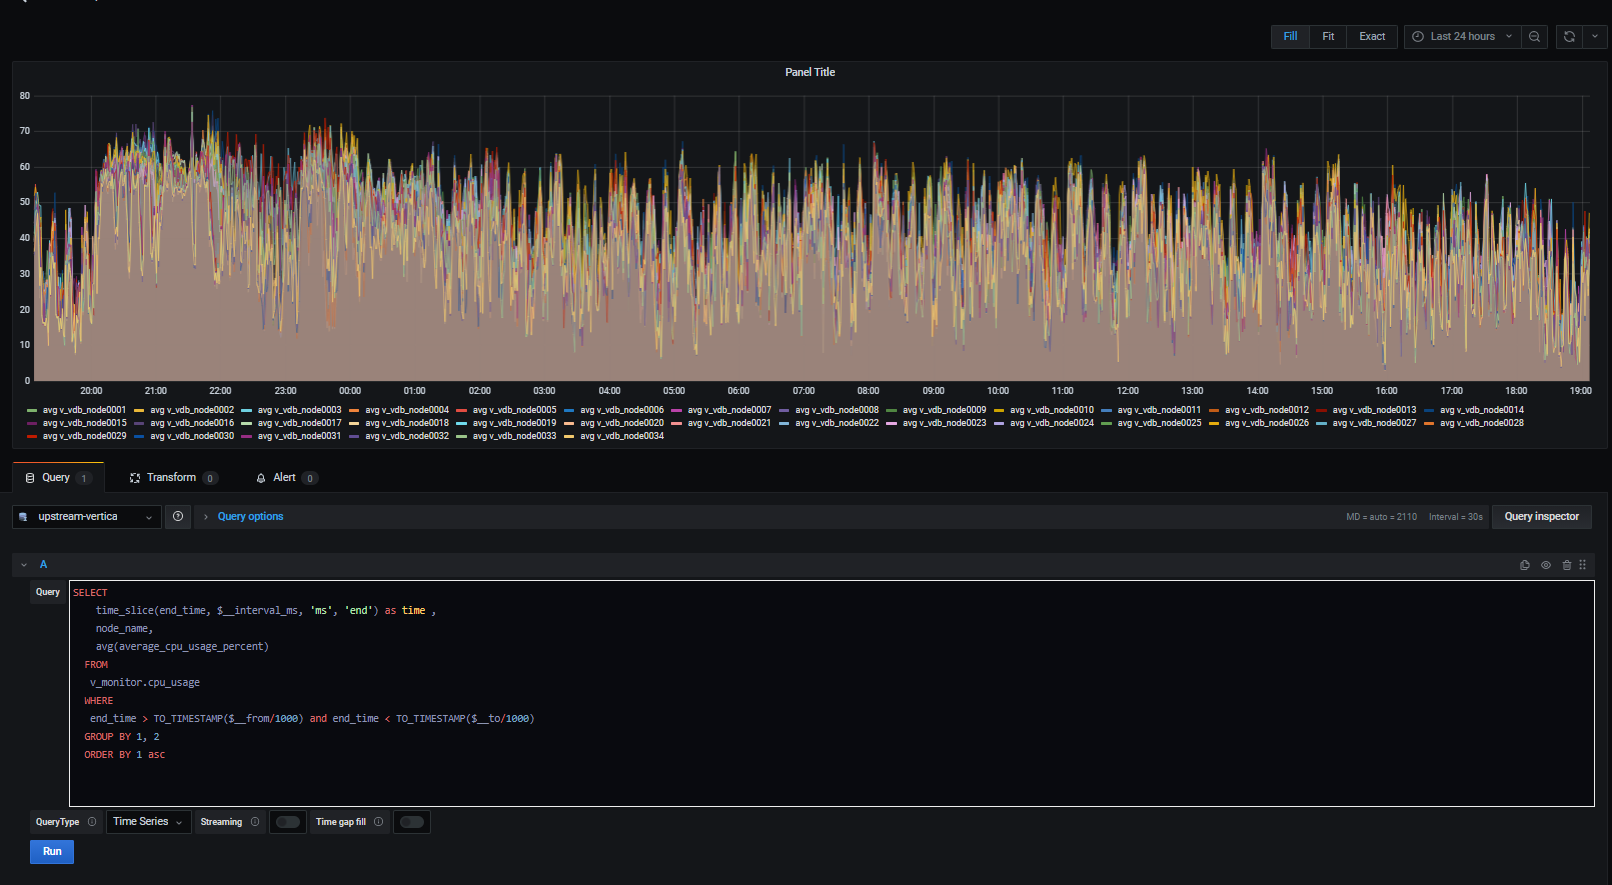 Fill Fit Exact Last 24 hours
Panel Title
80
70
60
50
40
30
20
10
0
20:00 21:00 22:00 23:00 00:00 01:00 02:00 03:00 04:00 05:00 06:00 07:00 08:00 09:00 10:00 11:00 12:00 13:00 14:00 15:00 16:00 17:00 18:00 19:00
avg v_vdb_node0001 avg v_vdb_node0002 avg v_vdb_node0003 avg v_vdb_node0004 avg v_vdb_node0005 avg v_vdb_node0006 avg v_vdb_node0007 avg v_vdb_node0008 avg v_vdb_node0009 avg v_vdb_node0010 avg v_vdb_node0011 avg v_vdb_node0012 avg v_vdb_node0013 avg v_vdb_node0014
avg v_vdb_node0015 avg v_vdb_node0016 avg v_vdb_node0017 avg v_vdb_node0018 avg v_vdb_node0019 avg v_vdb_node0020 avg v_vdb_node0021 avg v_vdb_node0022 avg v_vdb_node0023 avg v_vdb_node0024 avg v_vdb_node0025 avg v_vdb_node0026 avg v_vdb_node0027 avg v_vdb_node0028
avg v_vdb_node0029 avg v_vdb_node0030 avg v_vdb_node0031 avg v_vdb_node0032 avg v_vdb_node0033 avg v_vdb_node0034
Query 1 Transform 0 Alert 0
upstream-vertica Query options MD = auto = 2110 Interval = 30s Query inspector
A
Query
SELECT
time_slice(end_time, $__interval_ms, 'ms', 'end') as time ,
node_name,
avg(average_cpu_usage_percent)
FROM
v_monitor.cpu_usage
WHERE
end_time > TO_TIMESTAMP($__from/1000) and end_time < TO_TIMESTAMP($__to/1000)
GROUP BY 1, 2
ORDER BY 1 asc
QueryType Time Series Streaming Time gap fill
Run